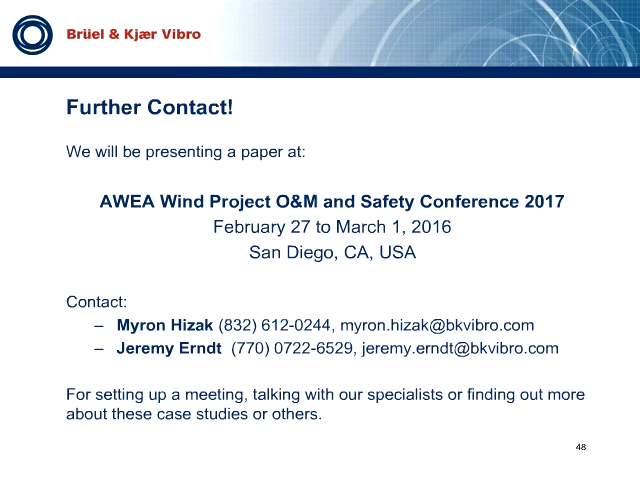 Brüel & Kjær Vibro
Further Contact!
We will be presenting a paper at:
AWEA Wind Project O&M and Safety Conference 2017
February 27 to March 1, 2016
San Diego, CA, USA
Contact:
– Myron Hizak (832) 612-0244, myron.hizak@bkvibro.com
– Jeremy Erndt (770) 0722-6529, jeremy.erndt@bkvibro.com
For setting up a meeting, talking with our specialists or finding out more
about these case studies or others.
48